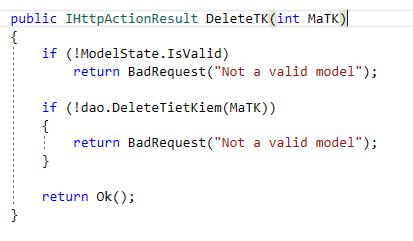 public IHttpActionResult DeleteTK(int MaTK)
{
if (!ModelState.IsValid)
return BadRequest("Not a valid model");
if (!dao.DeleteTietKiem(MaTK))
{
return BadRequest("Not a valid model");
}
return Ok();
}